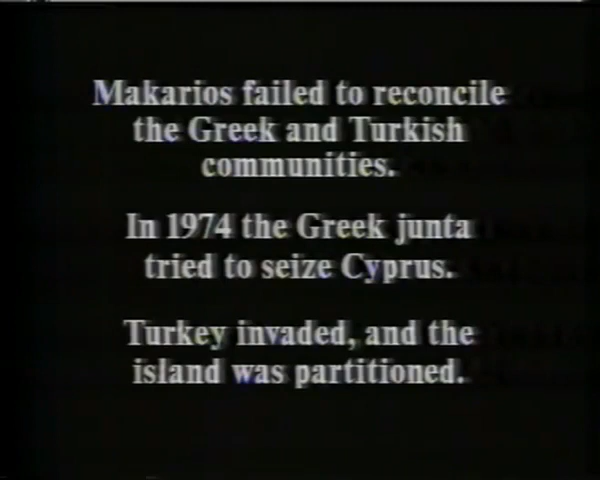 Makarios failed to reconcile
the Greek and Turkish
communities.
In 1974 the Greek junta
tried to seize Cyprus.
Turkey invaded, and the
island was partitioned.